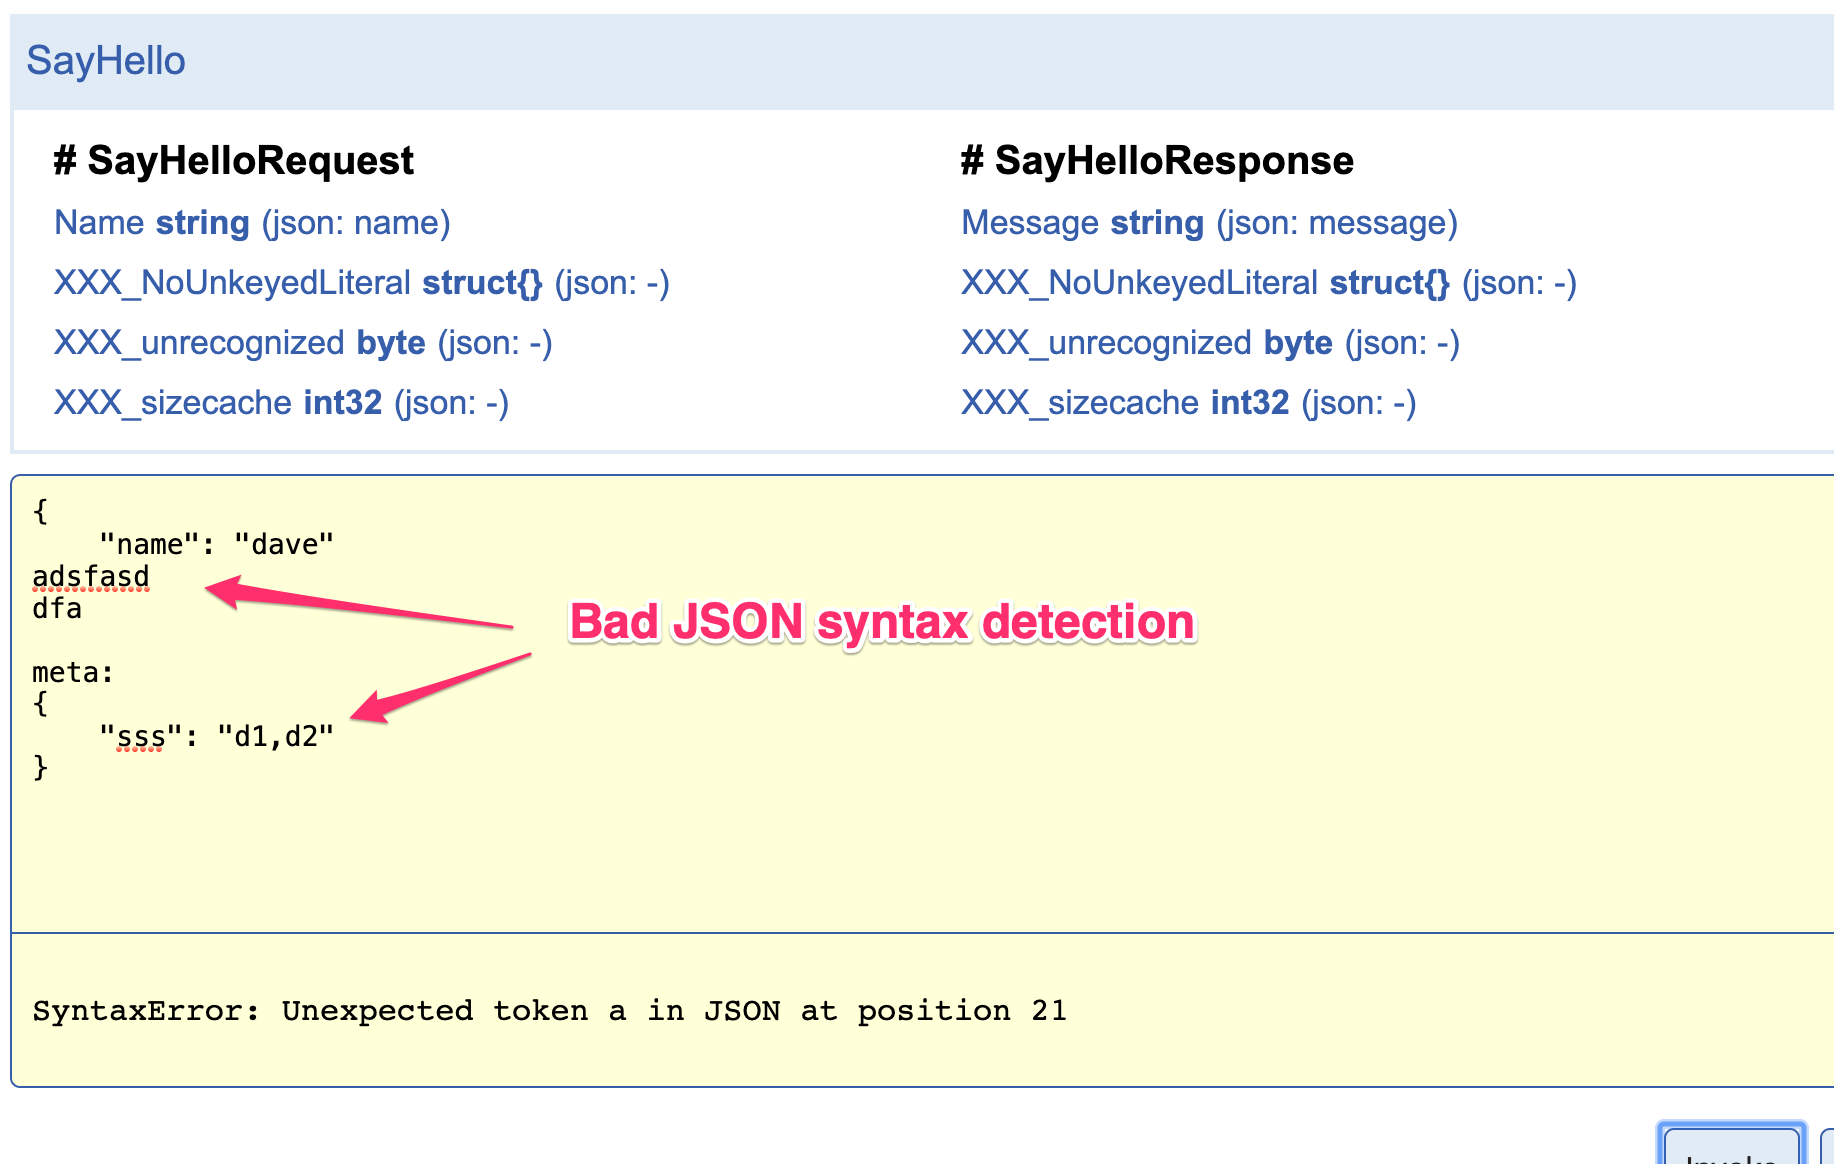 SayHello
# SayHelloRequest
Name string (json: name)
XXX_NoUnkeyedLiteral struct{} (json: -)
XXX_unrecognized byte (json: -)
XXX_sizecache int32 (json: -)
# SayHelloResponse
Message string (json: message)
XXX_NoUnkeyedLiteral struct{} (json: -)
XXX_unrecognized byte (json: -)
XXX_sizecache int32 (json: -)
{
    "name": "dave"
adsfasd
dfa
Bad JSON syntax detection
meta:
{
    "sss": "d1,d2"
}
SyntaxError: Unexpected token a in JSON at position 21